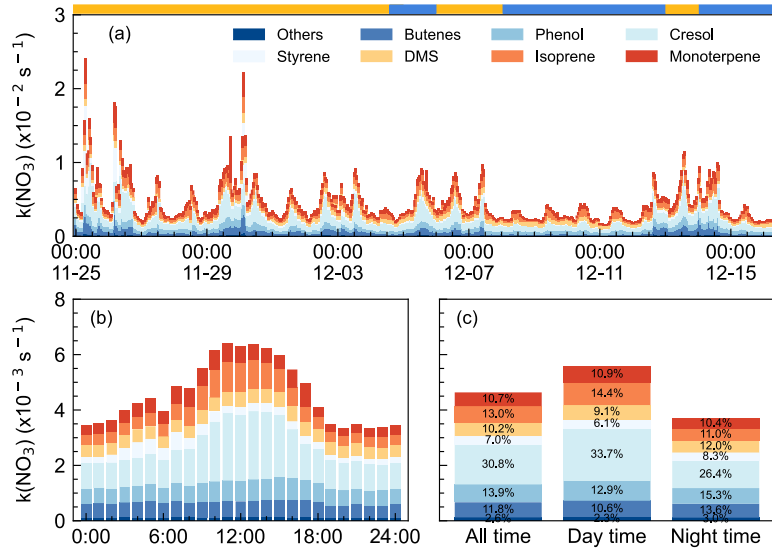 (a)
Others Butenes Phenol Cresol
Styrene DMS Isoprene Monoterpene
k(NO₃) (x10⁻² s⁻¹)
3
2
1
0
00:00 00:00 00:00 00:00 00:00 00:00
11-25 11-29 12-03 12-07 12-11 12-15
(b)
k(NO₃) (x10⁻³ s⁻¹)
8
6
4
2
0
0:00 6:00 12:00 18:00 24:00
(c)
10.7% 10.9% 10.4%
13.0% 14.4% 11.0%
10.2% 9.1% 12.0%
7.0% 6.1% 8.3%
30.8% 33.7% 26.4%
13.9% 12.9% 15.3%
11.8% 10.6% 13.6%
2.6% 2.3% 3.0%
All time Day time Night time